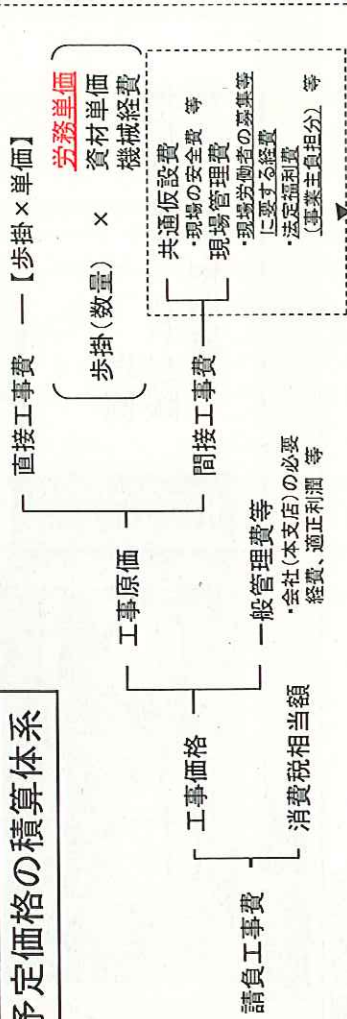 予定価格の積算体系
請負工事費
工事価格
消費税相当額
工事原価
一般管理費等
・会社(本支店)の必要
経費、適正利潤 等
直接工事費 ― 【歩掛×単価】
歩掛(数量) ×
労務単価
資材単価
機械経費
間接工事費
共通仮設費
・現場の安全費 等
現場管理費
・現場労働者の募集等
に要する経費
・法定福利費
(事業主負担分) 等